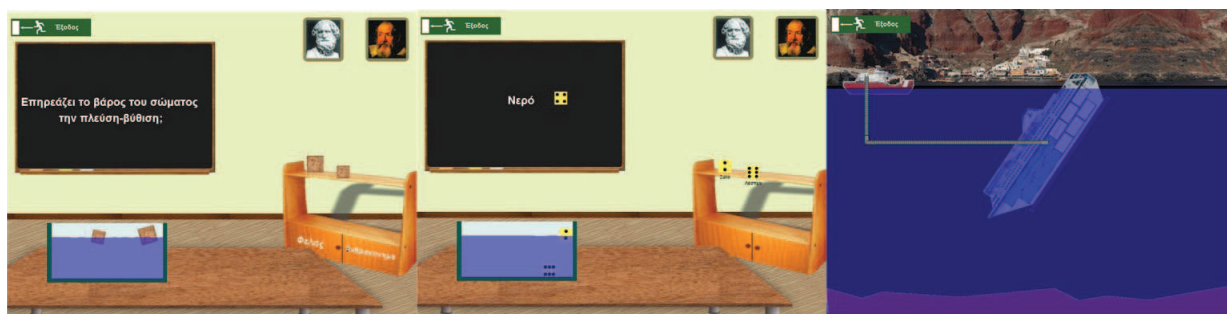 Έξοδος
Επηρεάζει το βάρος του σώματος
την πλεύση-βύθιση;
Φελός
Έξοδος
Νερό
Έξοδος